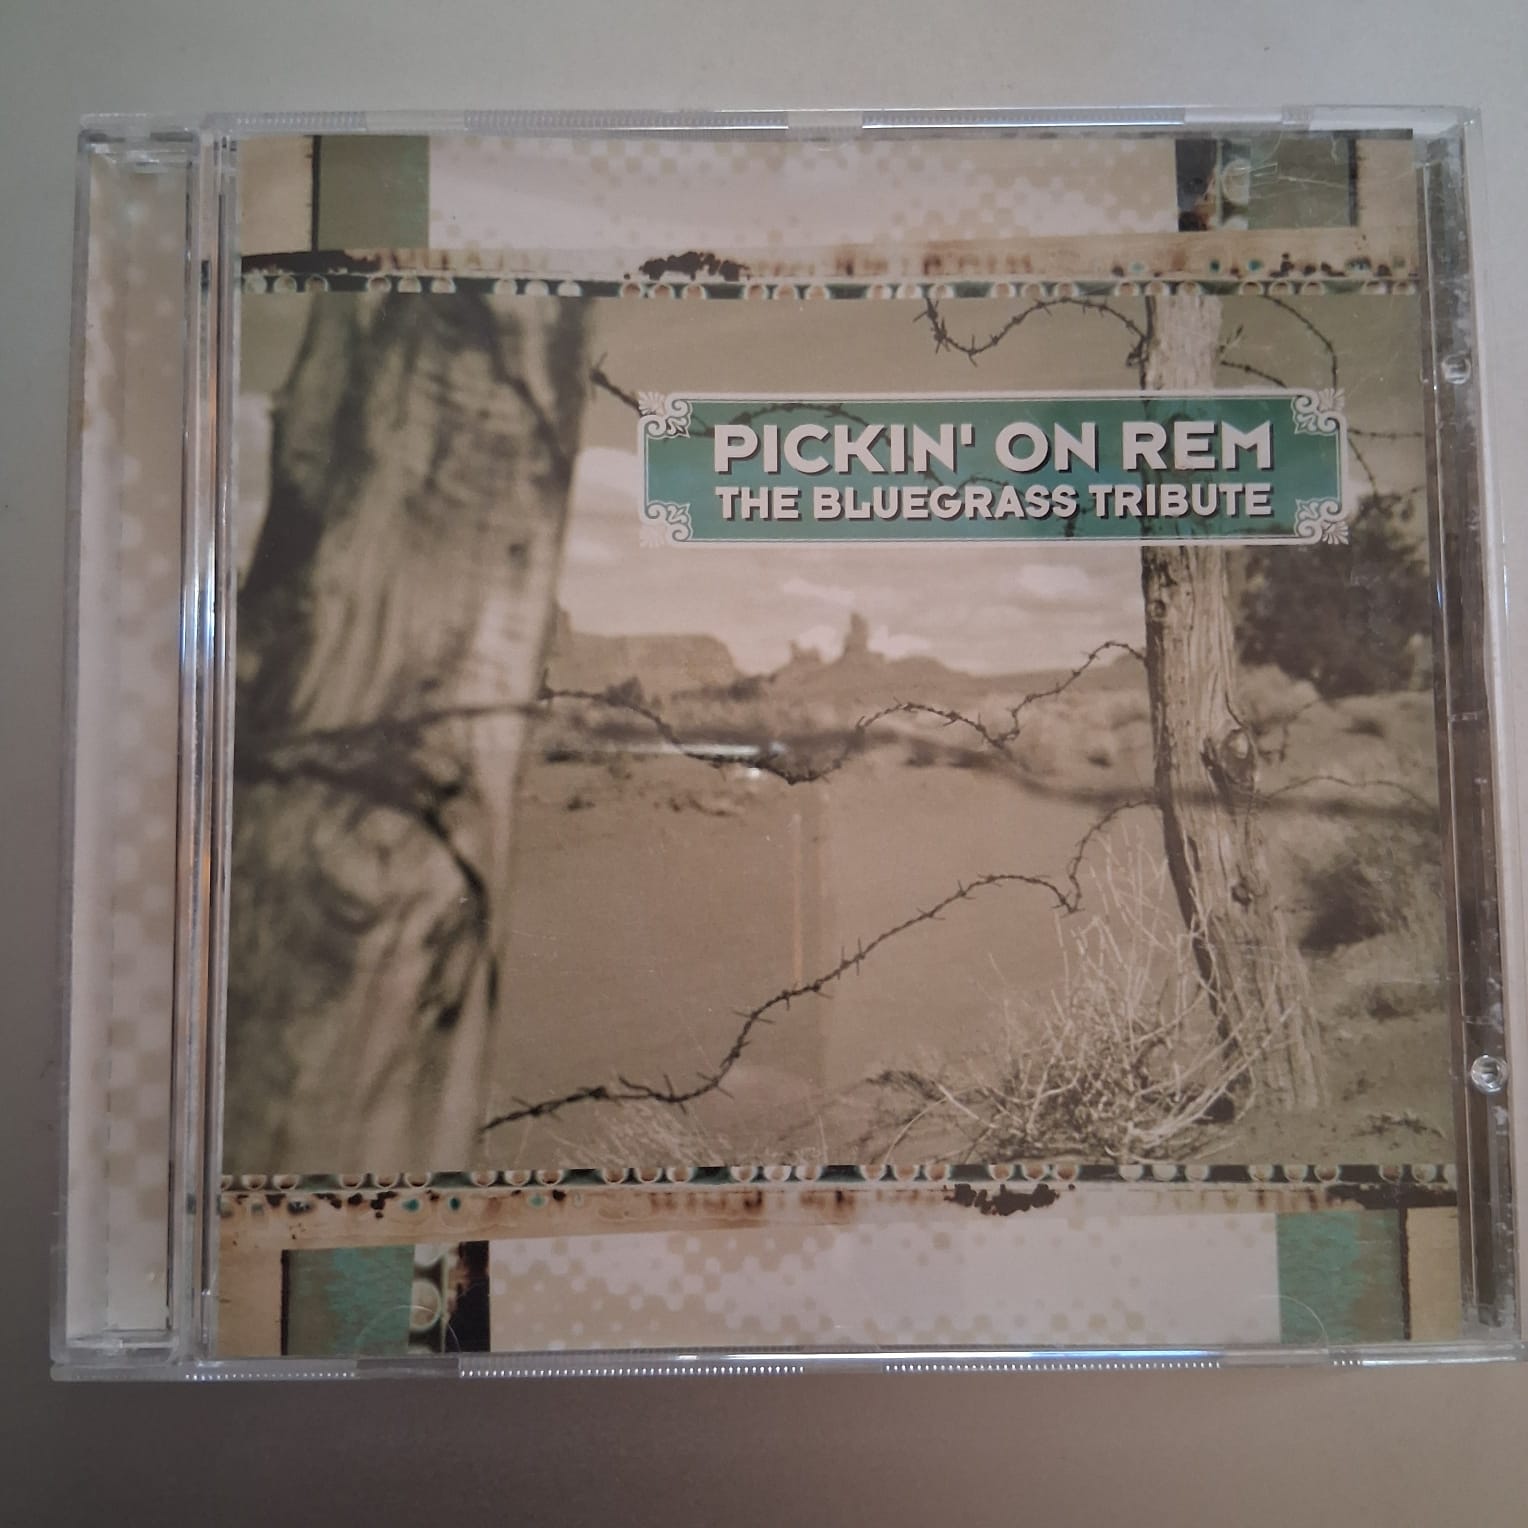 PICKIN' ON REM
THE BLUEGRASS TRIBUTE